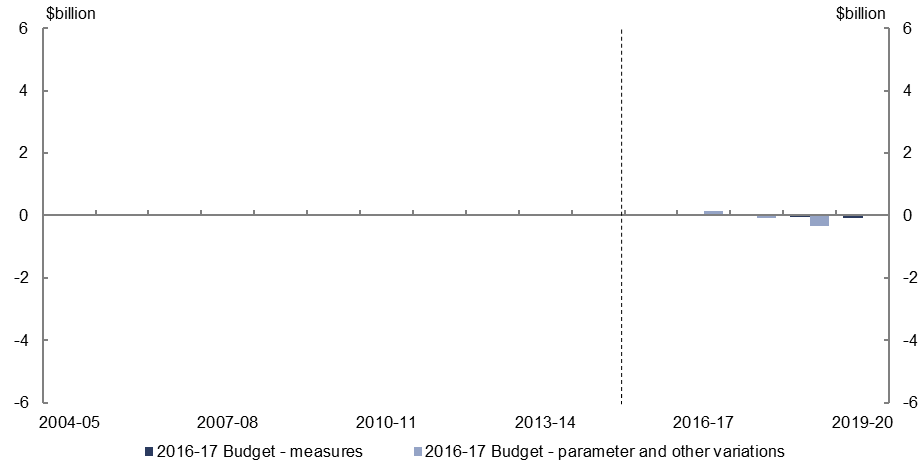 $billion $billion
6 6
4 4
2 2
0 0
-2 -2
-4 -4
-6 -6
2004-05 2007-08 2010-11 2013-14 2016-17 2019-20
2016-17 Budget - measures 2016-17 Budget - parameter and other variations